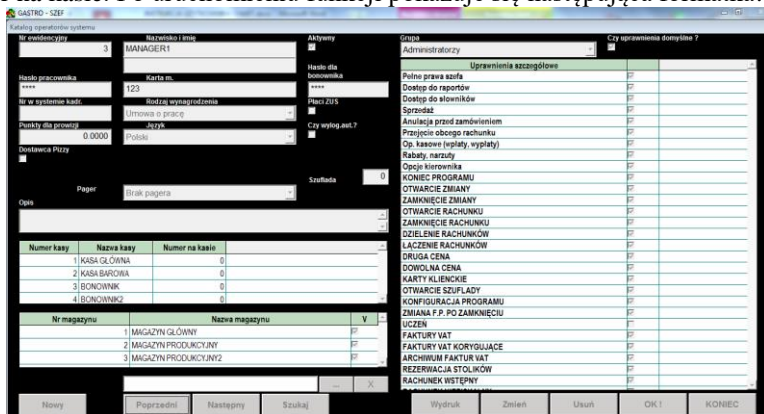 GASTRO - SZEF
Katalog operatorów systemu
Nr ewidencyjny Nazwisko i imię Aktywny Grupa Czy uprawnienia domyślne ?
3 MANAGER1 Administratorzy
Hasło dla
Hasło pracownika Karta m. bonownika
**** 123 ****
Nr w systemie kadr. Rodzaj wynagrodzenia Płaci ZUS
Umowa o pracę
Punkty dla prowizji Język Czy wylog.aut.?
0.0000 Polski
Dostawca Pizzy
Szuflada 0
Pager Brak pagera
Opis
Numer kasy Nazwa kasy Numer na kasie
1 KASA GŁÓWNA 0
2 KASA BAROWA 0
3 BONOWNIK 0
4 BONOWNIK2 0
Nr magazynu Nazwa magazynu V
1 MAGAZYN GŁÓWNY
2 MAGAZYN PRODUKCYJNY
3 MAGAZYN PRODUKCYJNY2
... X
Uprawnienia szczegółowe
Pełne prawa szefa
Dostęp do raportów
Dostęp do słowników
Sprzedaż
Anulacja przed zamówieniem
Przejęcie obcego rachunku
Op. kasowe (wpłaty, wypłaty)
Rabaty, narzuty
Opcje kierownika
KONIEC PROGRAMU
OTWARCIE ZMIANY
ZAMKNIĘCIE ZMIANY
OTWARCIE RACHUNKU
ZAMKNIĘCIE RACHUNKU
DZIELENIE RACHUNKÓW
ŁĄCZENIE RACHUNKÓW
DRUGA CENA
DOWOLNA CENA
KARTY KLIENCKIE
OTWARCIE SZUFLADY
KONFIGURACJA PROGRAMU
ZMIANA F.P. PO ZAMKNIĘCIU
UCZEŃ
FAKTURY VAT
FAKTURY VAT KORYGUJĄCE
ARCHIWUM FAKTUR VAT
REZERWACJA STOLIKÓW
RACHUNEK WSTĘPNY
Nowy Poprzedni Następny Szukaj Wydruk Zmień Usuń OK ! KONIEC